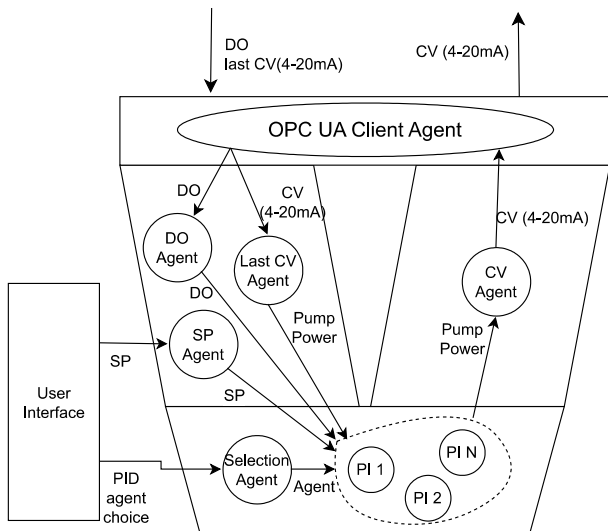 DO
last CV(4-20mA)
CV (4-20mA)
OPC UA Client Agent
DO
CV
(4-20mA)
CV (4-20mA)
DO
Agent
Last CV
Agent
CV
Agent
DO
Pump
Power
Pump
Power
SP
Agent
SP
SP
User
Interface
Selection
Agent
Agent
PID
agent
choice
PI 1
PI 2
PI N